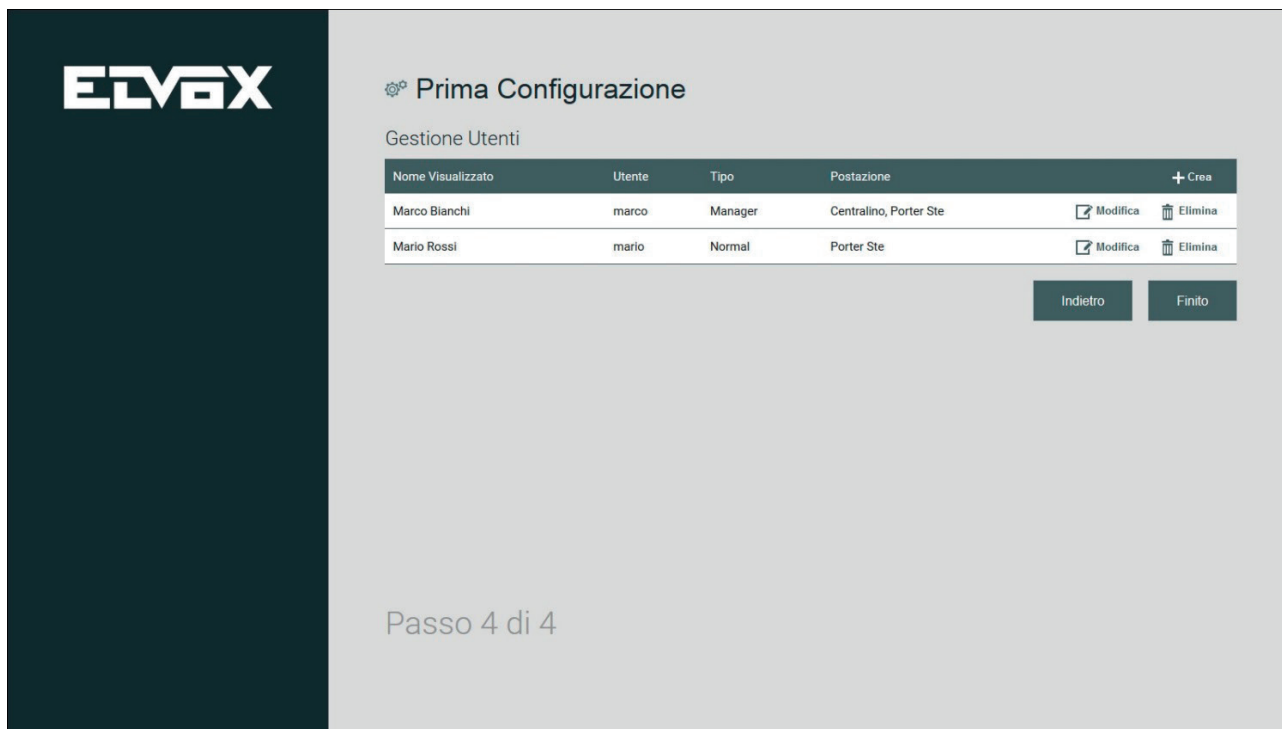 ELVOX
Prima Configurazione
Gestione Utenti
Nome Visualizzato Utente Tipo Postazione + Crea
Marco Bianchi marco Manager Centralino, Porter Ste Modifica Elimina
Mario Rossi mario Normal Porter Ste Modifica Elimina
Indietro Finito
Passo 4 di 4